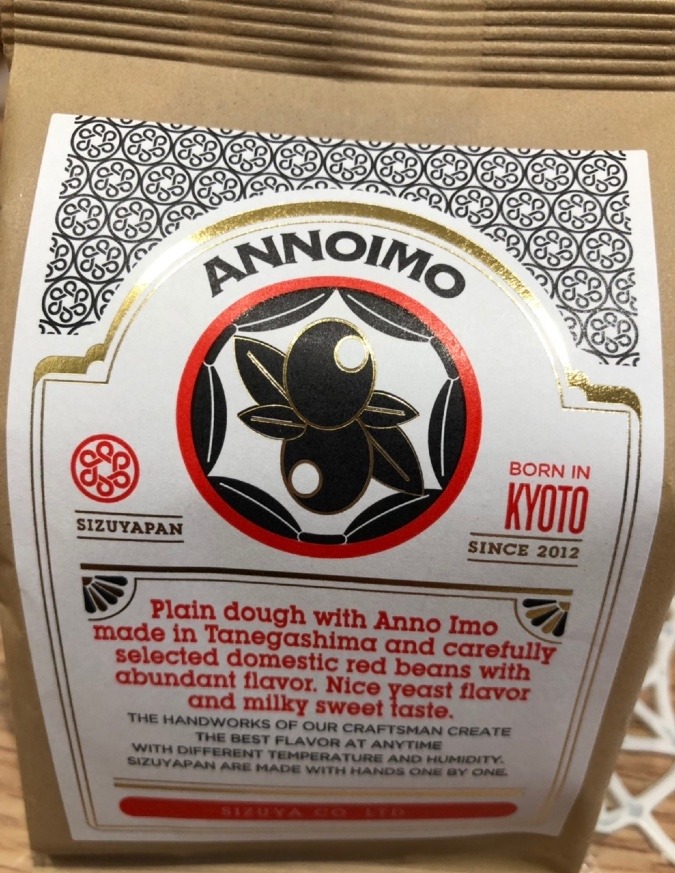 ANNOIMO
SIZUYAPAN
BORN IN
KYOTO
SINCE 2012
Plain dough with Anno Imo
made in Tanegashima and carefully
selected domestic red beans with
abundant flavor. Nice yeast flavor
and milky sweet taste.
THE HANDWORKS OF OUR CRAFTSMAN CREATE
THE BEST FLAVOR AT ANYTIME
WITH DIFFERENT TEMPERATURE AND HUMIDITY.
SIZUYAPAN ARE MADE WITH HANDS ONE BY ONE.
SIZUYA CO. LTD